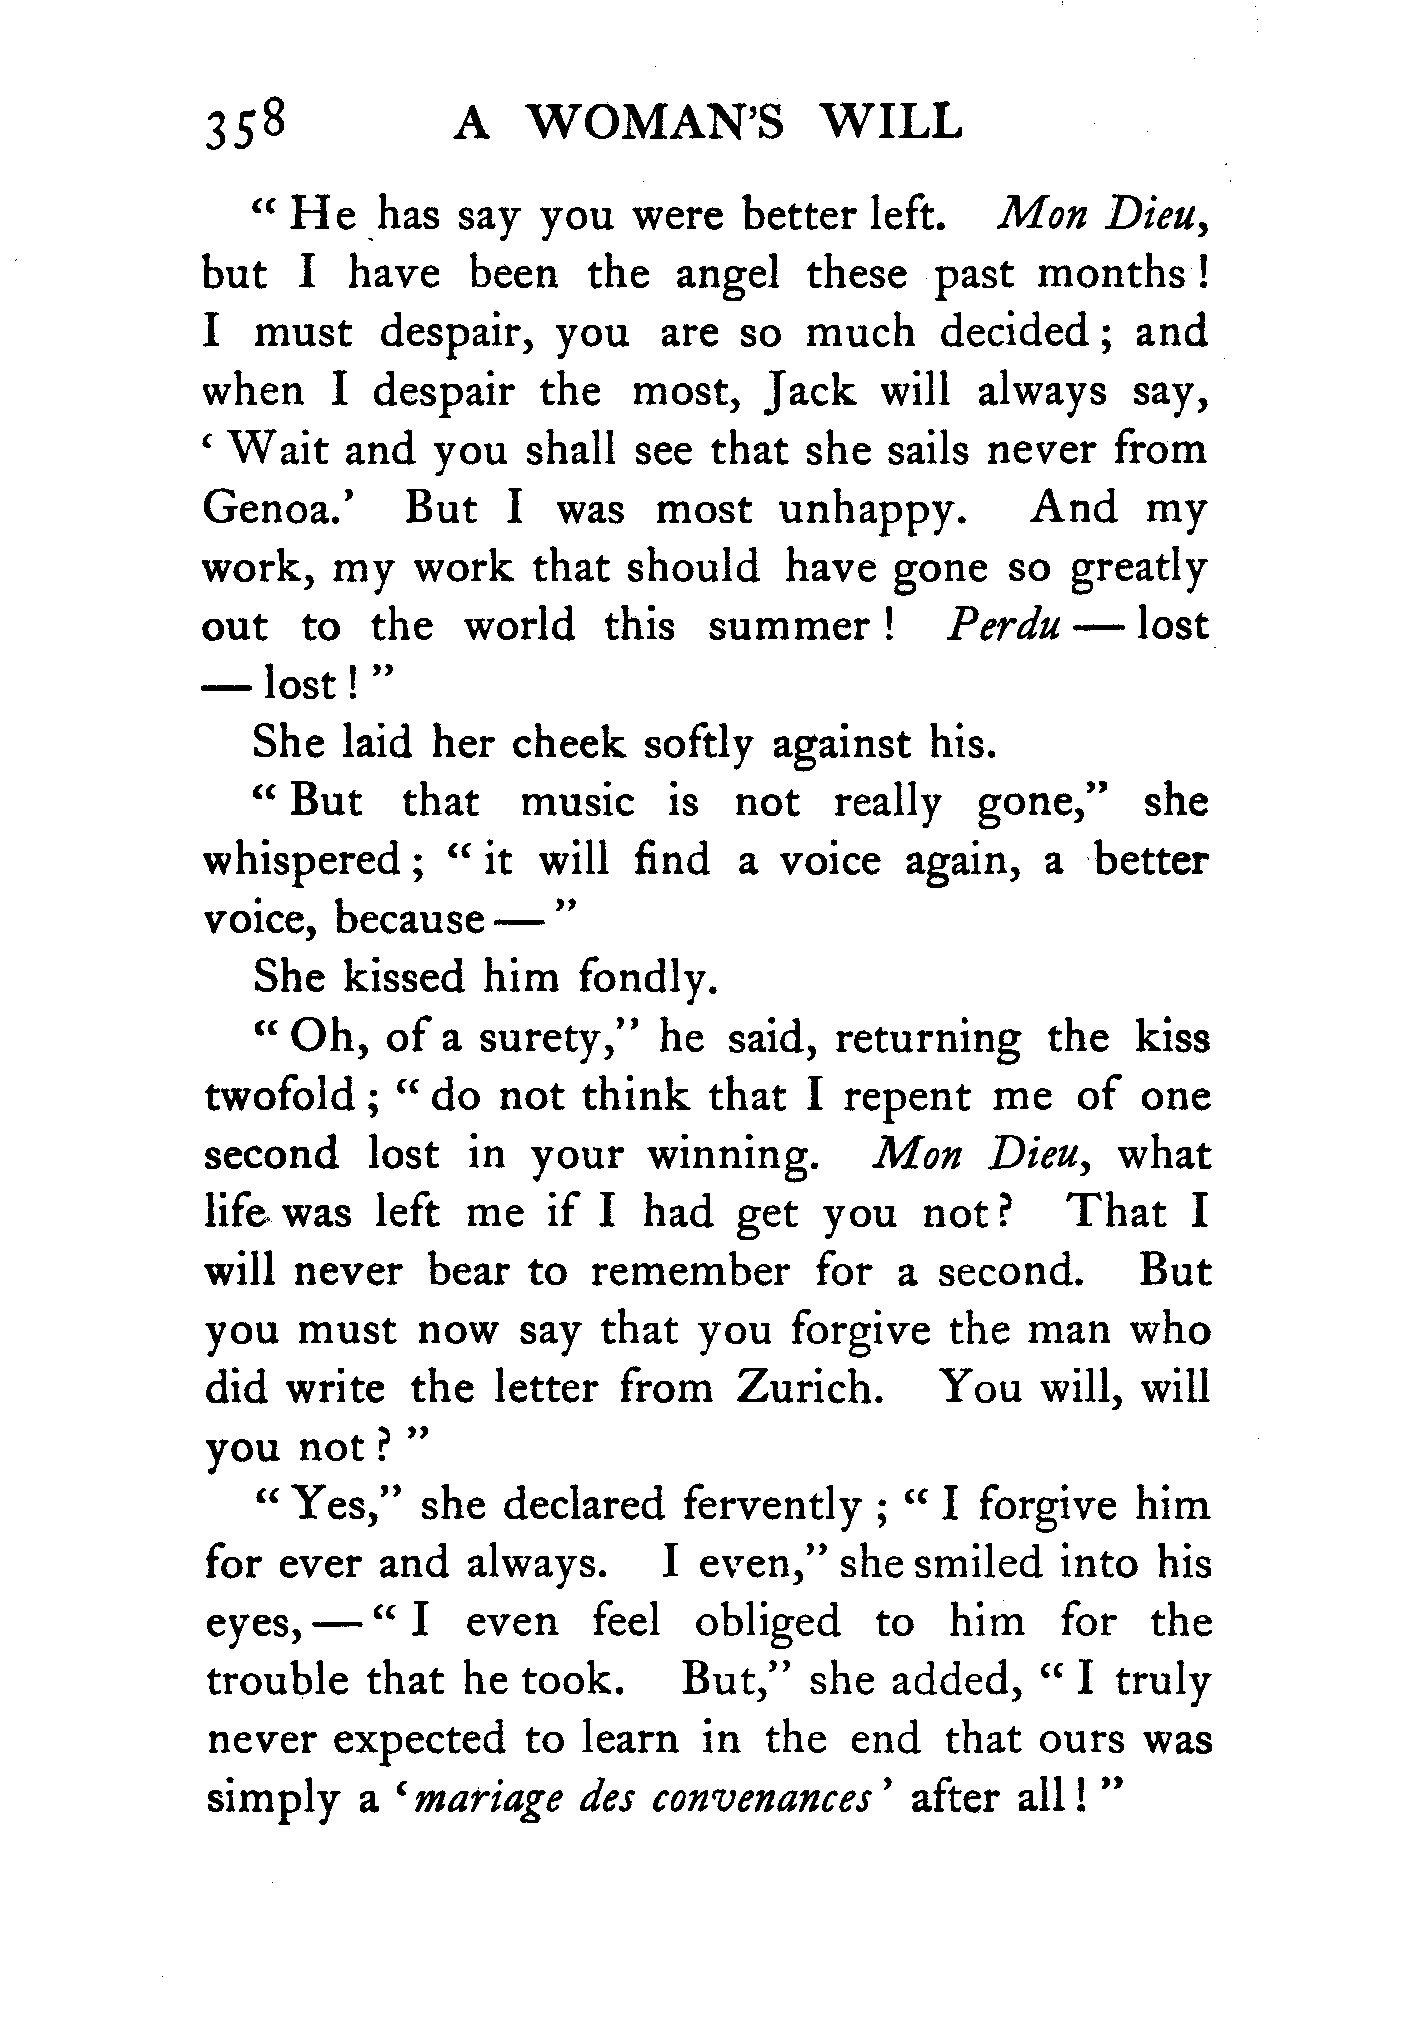 358 A WOMAN'S WILL
“ He has say you were better left. Mon Dieu,
but I have been the angel these past months !
I must despair, you are so much decided ; and
when I despair the most, Jack will always say,
‘ Wait and you shall see that she sails never from
Genoa.’ But I was most unhappy. And my
work, my work that should have gone so greatly
out to the world this summer ! Perdu — lost
— lost ! ”
She laid her cheek softly against his.
“ But that music is not really gone,” she
whispered ; “ it will find a voice again, a better
voice, because — ”
She kissed him fondly.
“ Oh, of a surety,” he said, returning the kiss
twofold ; “ do not think that I repent me of one
second lost in your winning. Mon Dieu, what
life was left me if I had get you not ? That I
will never bear to remember for a second. But
you must now say that you forgive the man who
did write the letter from Zurich. You will, will
you not ? ”
“ Yes,” she declared fervently ; “ I forgive him
for ever and always. I even,” she smiled into his
eyes, — “ I even feel obliged to him for the
trouble that he took. But,” she added, “ I truly
never expected to learn in the end that ours was
simply a ‘ mariage des convenances ’ after all ! ”